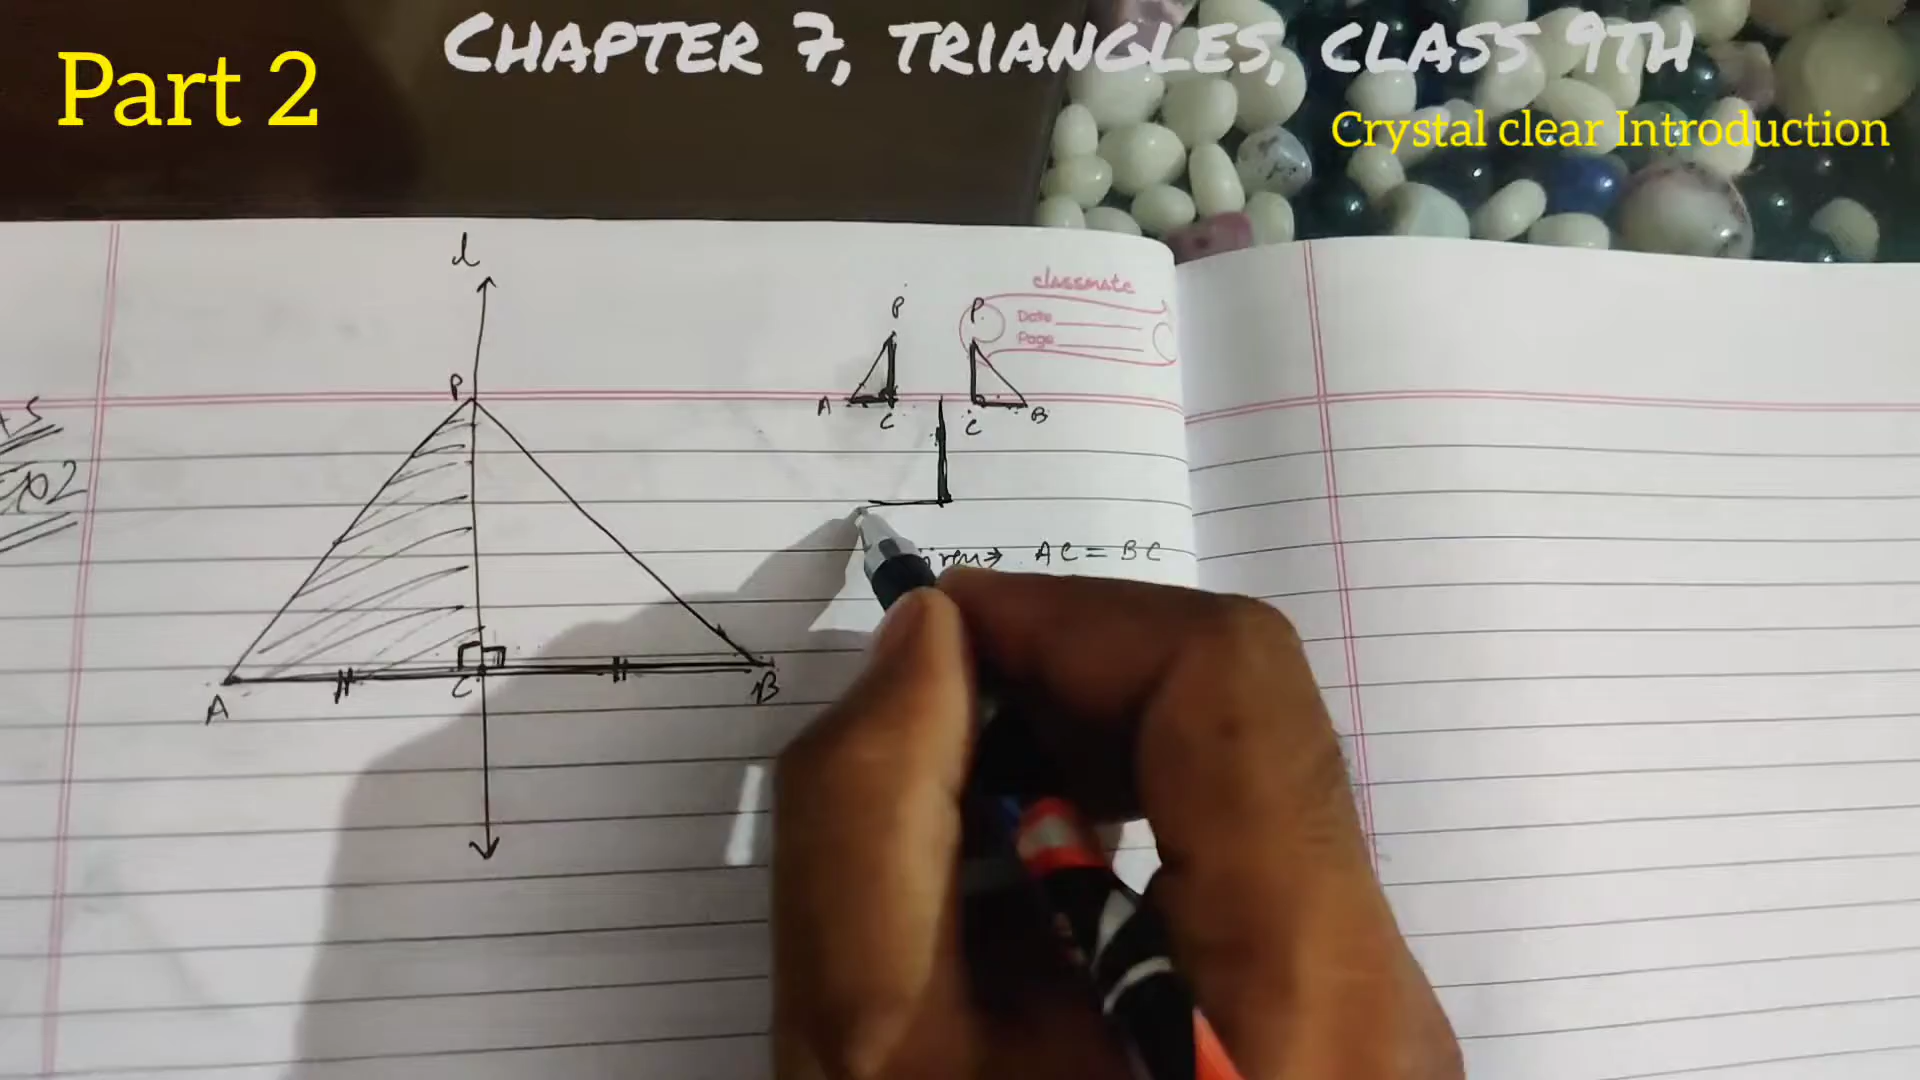 Part 2
CHAPTER 7, TRIANGLES, CLASS 9TH
Crystal clear Introduction
l
classmate
Date
Page
P
P
P
A
C
C
B
AC = BC
A
C
B